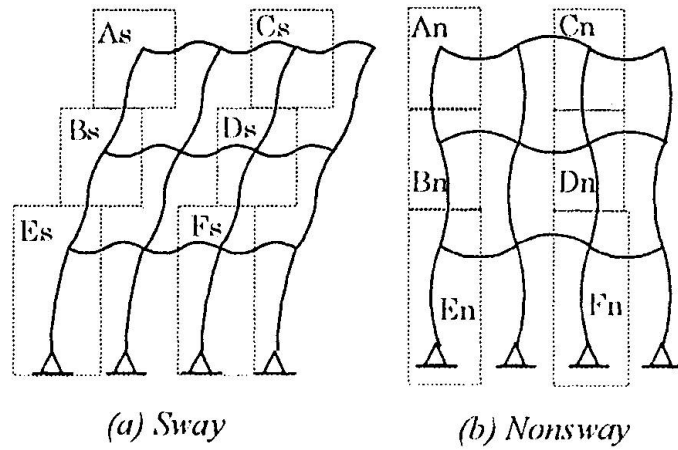 As Cs An Cn
Bs Ds Bn Dn
Es Fs En Fn
(a) Sway (b) Nonsway